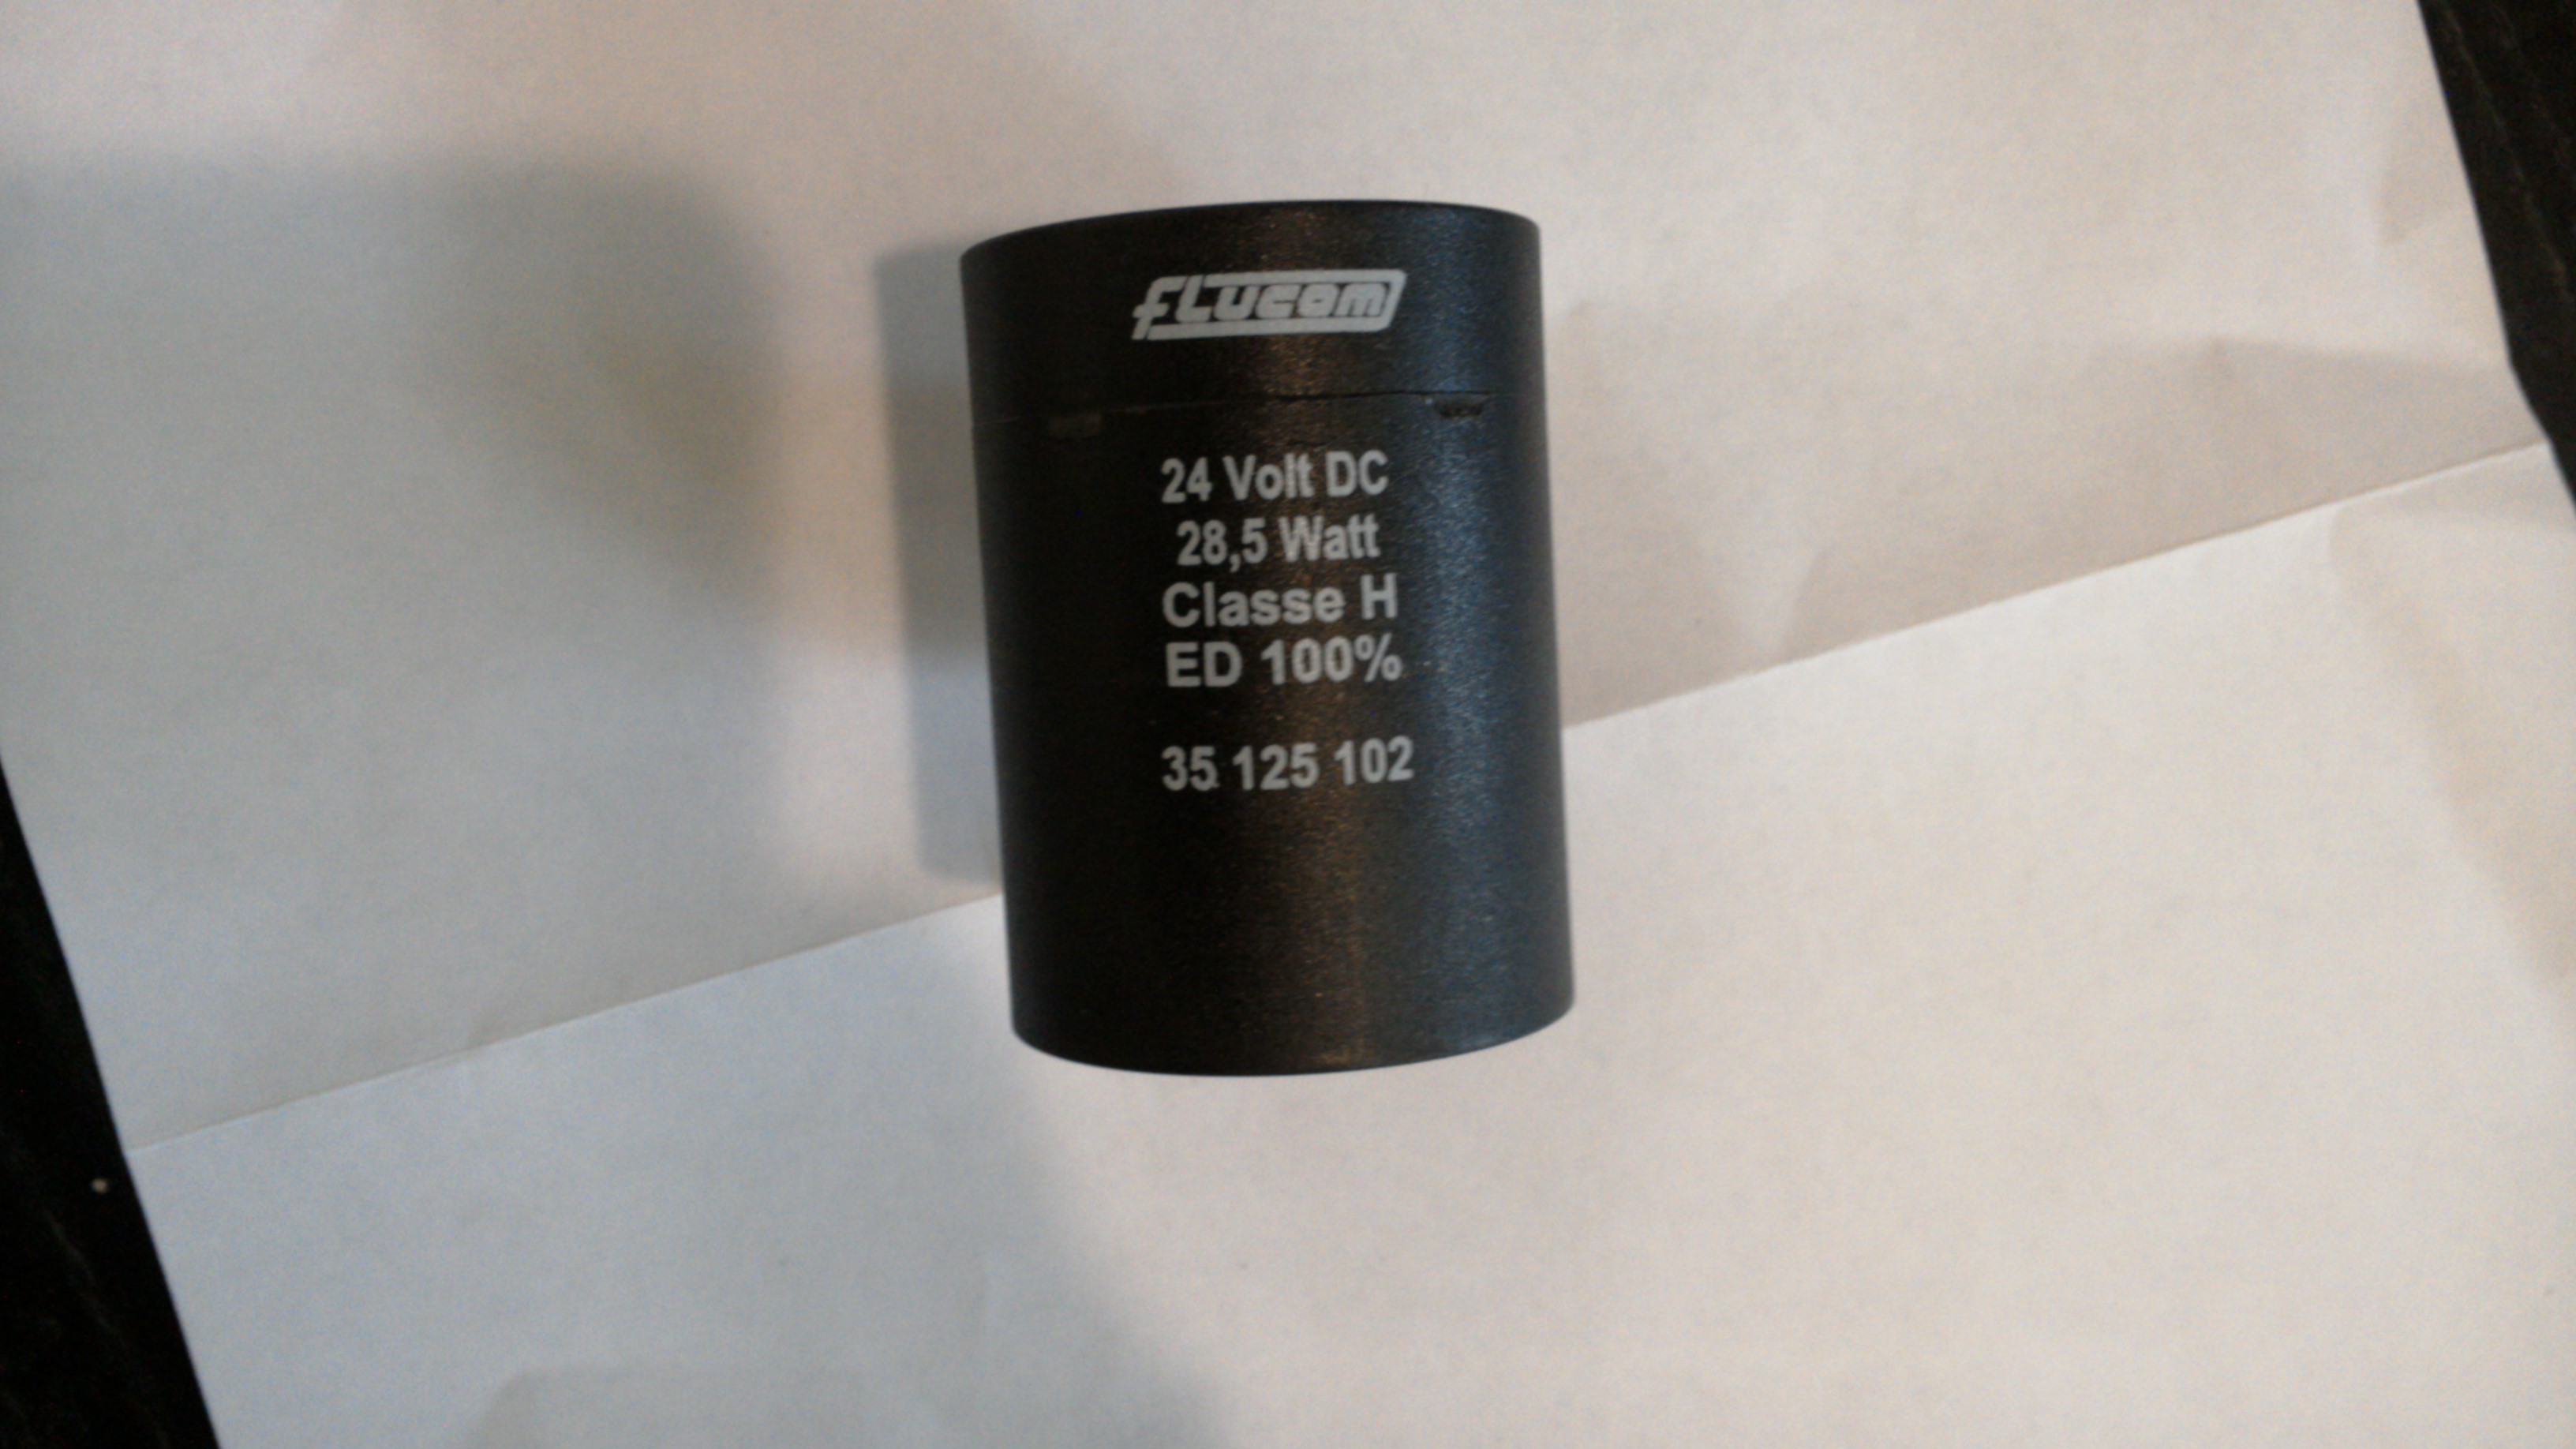 FLUCOM
24 Volt DC
28,5 Watt
Classe H
ED 100%
35 125 102